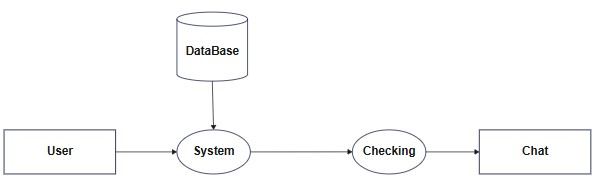 DataBase
User
System
Checking
Chat